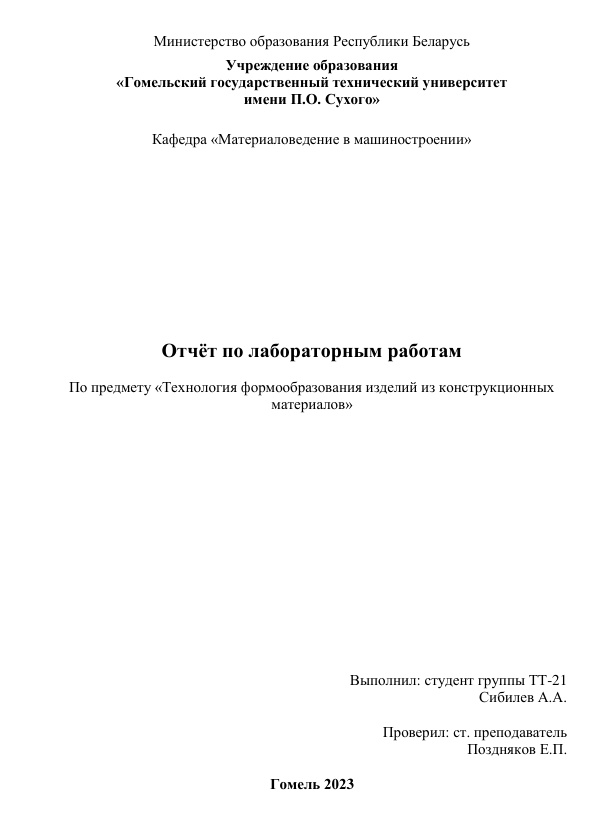 Министерство образования Республики Беларусь
Учреждение образования
«Гомельский государственный технический университет
имени П.О. Сухого»
Кафедра «Материаловедение в машиностроении»
Отчёт по лабораторным работам
По предмету «Технология формообразования изделий из конструкционных
материалов»
Выполнил: студент группы ТТ-21
Сибилев А.А.
Проверил: ст. преподаватель
Поздняков Е.П.
Гомель 2023